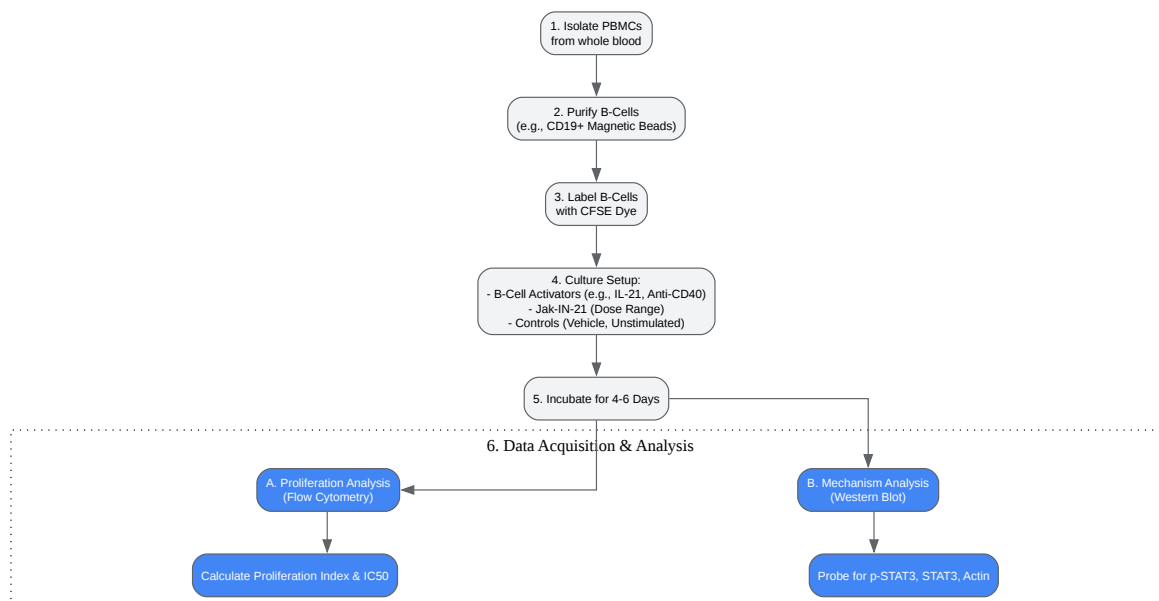 1. Isolate PBMCs
from whole blood
2. Purify B-Cells
(e.g., CD19+ Magnetic Beads)
3. Label B-Cells
with CFSE Dye
4. Culture Setup:
- B-Cell Activators (e.g., IL-21, Anti-CD40)
- Jak-IN-21 (Dose Range)
- Controls (Vehicle, Unstimulated)
5. Incubate for 4-6 Days
6. Data Acquisition & Analysis
A. Proliferation Analysis
(Flow Cytometry)
B. Mechanism Analysis
(Western Blot)
Calculate Proliferation Index & IC50
Probe for p-STAT3, STAT3, Actin